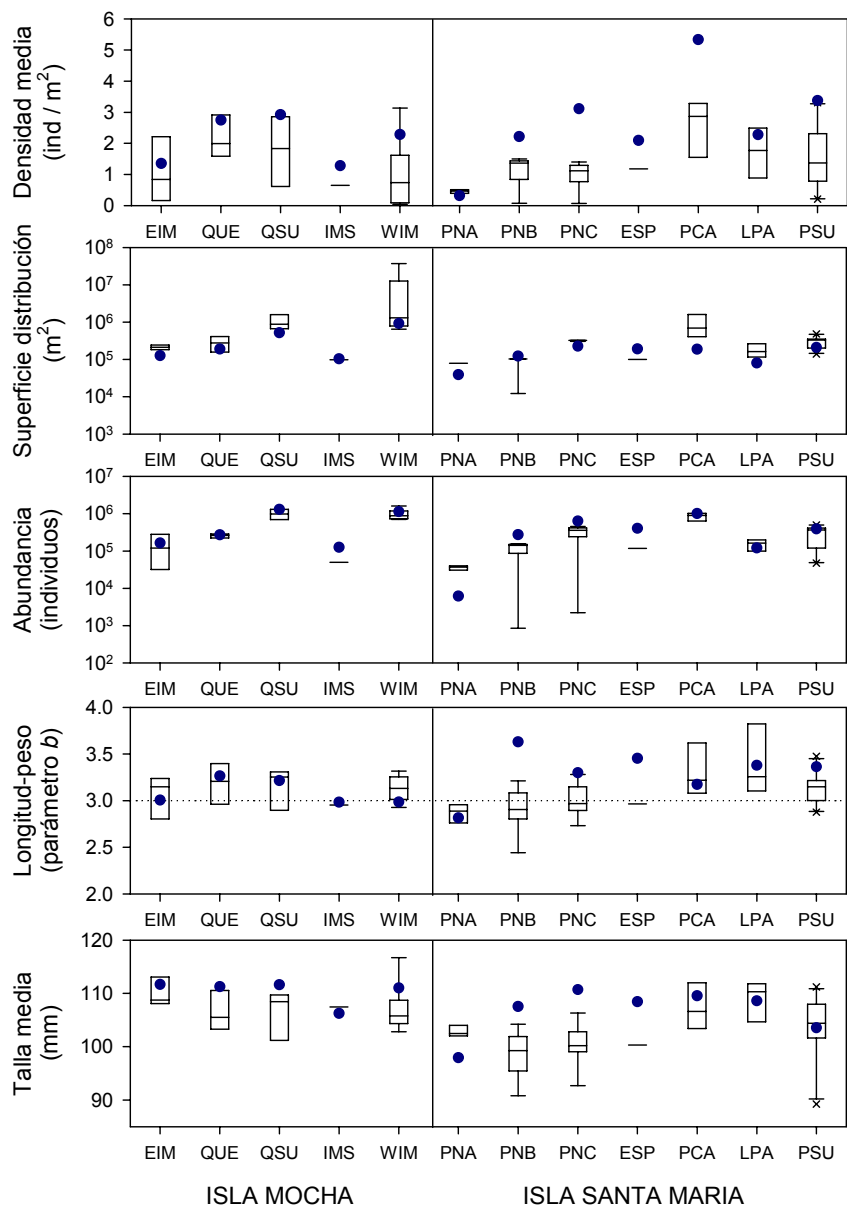 Densidad media
(ind / m²)
6
5
4
3
2
1
0
EIM QUE QSU IMS WIM PNA PNB PNC ESP PCA LPA PSU
Superficie distribución
(m²)
10⁸
10⁷
10⁶
10⁵
10⁴
10³
EIM QUE QSU IMS WIM PNA PNB PNC ESP PCA LPA PSU
Abundancia
(individuos)
10⁷
10⁶
10⁵
10⁴
10³
10²
EIM QUE QSU IMS WIM PNA PNB PNC ESP PCA LPA PSU
Longitud-peso
(parámetro b)
4.0
3.5
3.0
2.5
2.0
EIM QUE QSU IMS WIM PNA PNB PNC ESP PCA LPA PSU
Talla media
(mm)
120
110
100
90
EIM QUE QSU IMS WIM PNA PNB PNC ESP PCA LPA PSU
ISLA MOCHA ISLA SANTA MARIA